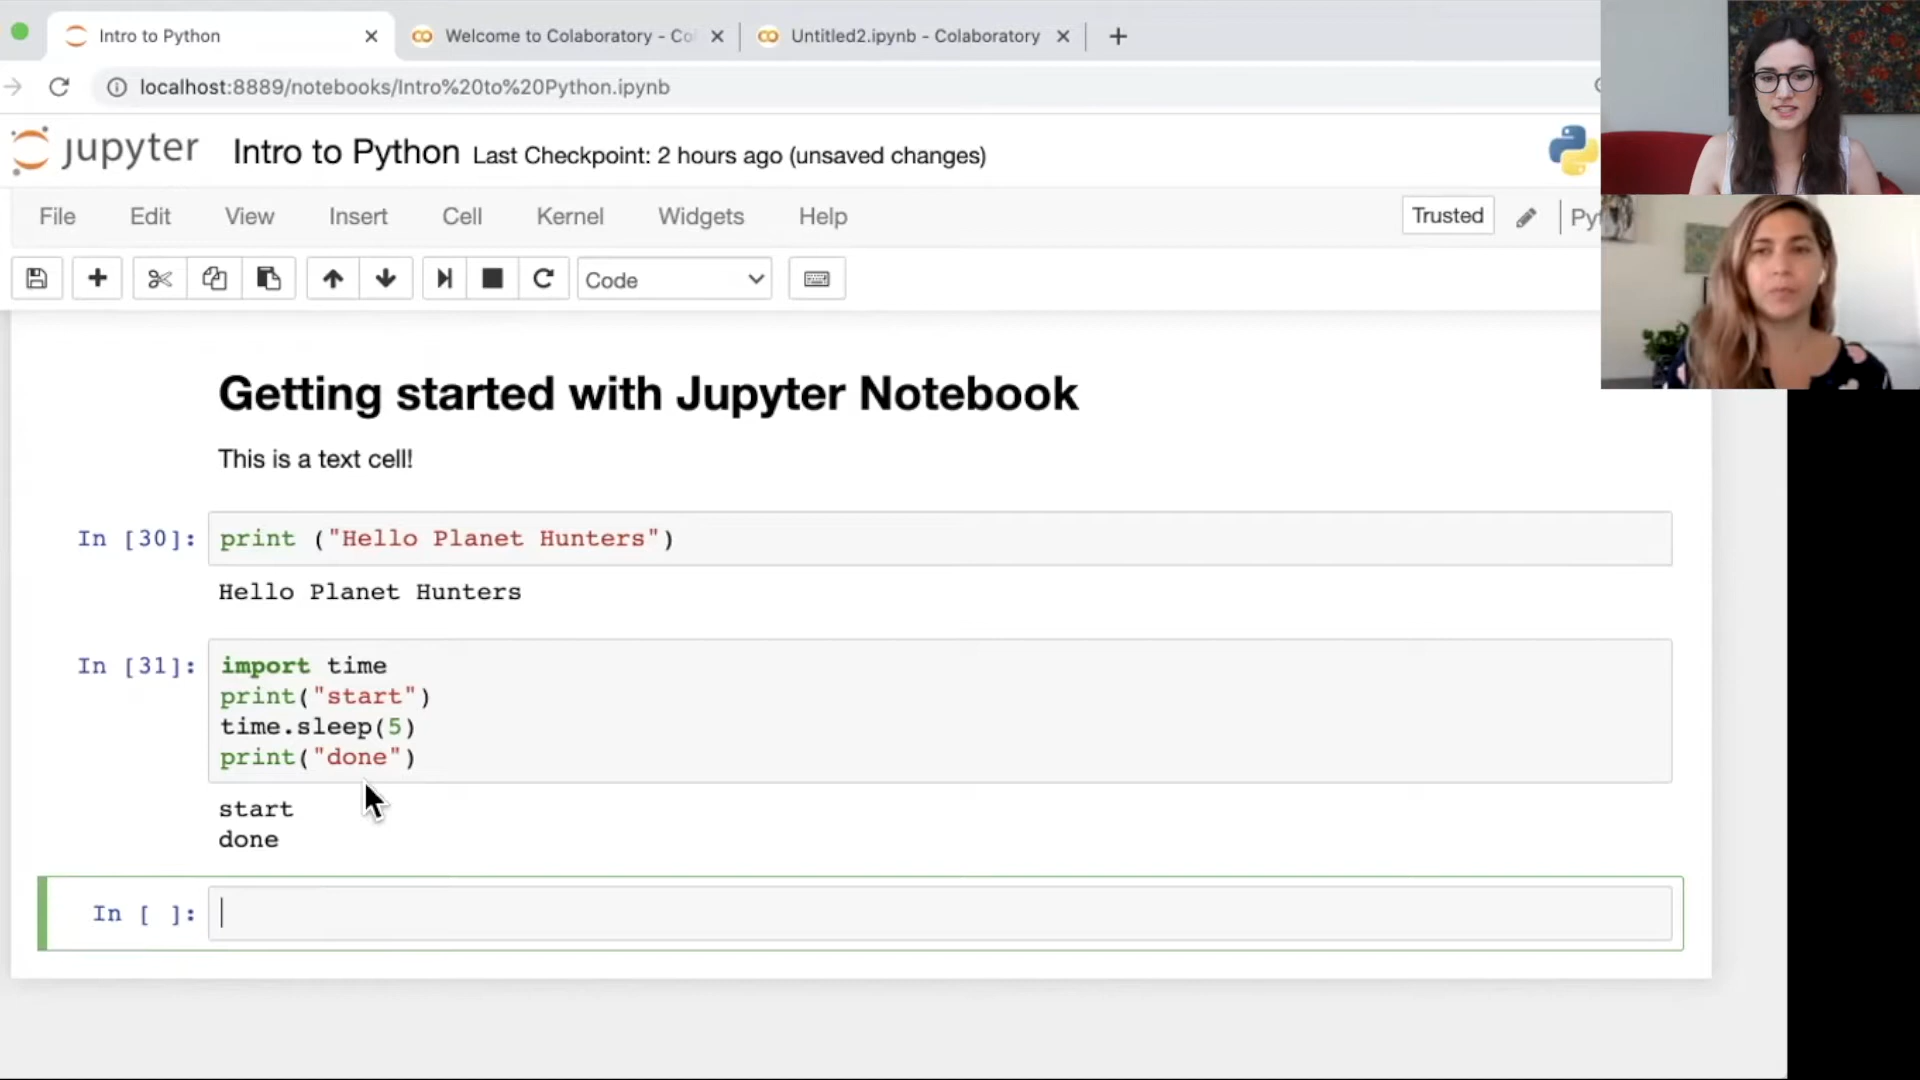 Intro to Python
Welcome to Colaboratory - Co
Untitled2.ipynb - Colaboratory
localhost:8889/notebooks/Intro%20to%20Python.ipynb
jupyter Intro to Python Last Checkpoint: 2 hours ago (unsaved changes)
File Edit View Insert Cell Kernel Widgets Help Trusted Py
Code
Getting started with Jupyter Notebook
This is a text cell!
In [30]: print ("Hello Planet Hunters")
Hello Planet Hunters
In [31]: import time
print("start")
time.sleep(5)
print("done")
start
done
In [ ]: